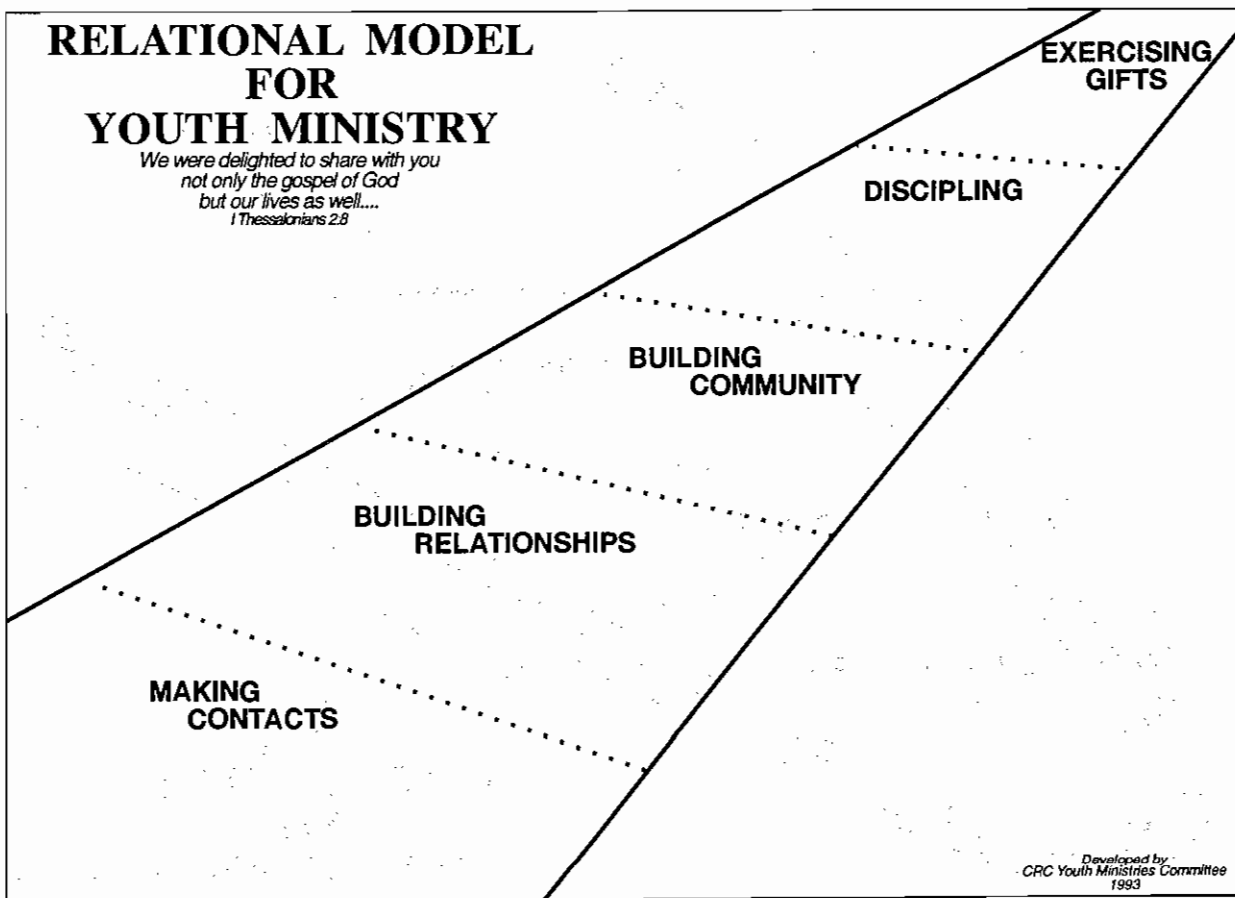 RELATIONAL MODEL
FOR
YOUTH MINISTRY
We were delighted to share with you
not only the gospel of God
but our lives as well....
I Thessalonians 2:8
EXERCISING
GIFTS
DISCIPLING
BUILDING
COMMUNITY
BUILDING
RELATIONSHIPS
MAKING
CONTACTS
Developed by
CRC Youth Ministries Committee
1993